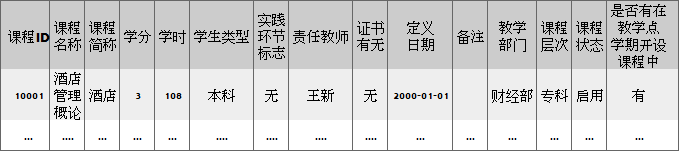 课程ID 课程名称 课程简称 学分 学时 学生类型 实践环节标志 责任教师 证书有无 定义日期 备注 教学部门 课程层次 课程状态 是否有在教学点学期开设课程中
10001 酒店管理概论 酒店 3 108 本科 无 王新 无 2000-01-01 财经部 专科 启用 有
... .... .... ... ... .... .... .... .... ... ... ... ... ... ...